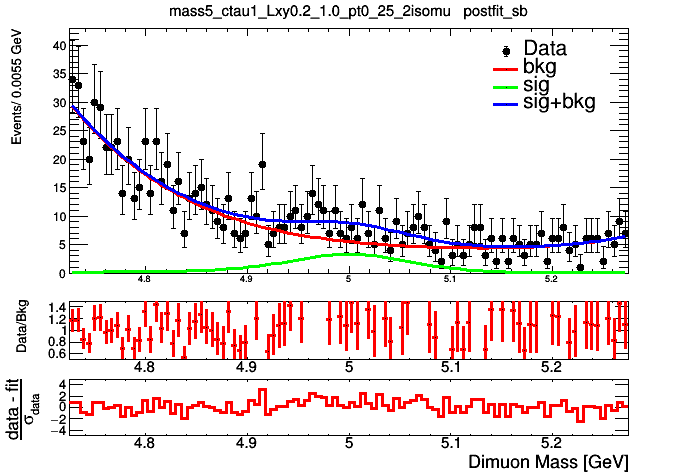 mass5_ctau1_Lxy0.2_1.0_pt0_25_2isomu postfit_sb
Events/ 0.0055 GeV
40
35
30
25
20
15
10
5
0
Data
bkg
sig
sig+bkg
4.8 4.9 5 5.1 5.2
Data/Bkg
1.4
1.2
1
0.8
0.6
4.8 4.9 5 5.1 5.2
data - fit
σdata
4
2
0
−2
−4
4.8 4.9 5 5.1 5.2
Dimuon Mass [GeV]